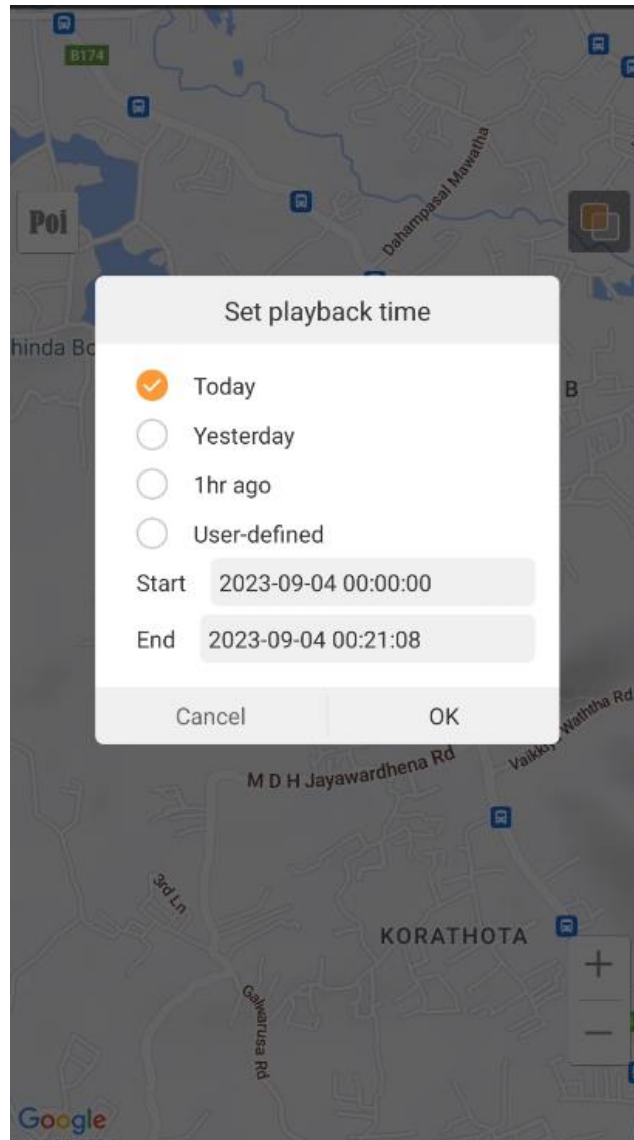 B174
Dahampasal Mawatha
Poi
Set playback time
hinda Bo
Today
B
Yesterday
1hr ago
User-defined
Start 2023-09-04 00:00:00
End 2023-09-04 00:21:08
Cancel OK
M D H Jayawardhena Rd
3rd Ln
KORATHOTA
+
Galwarusa Rd
−
Google